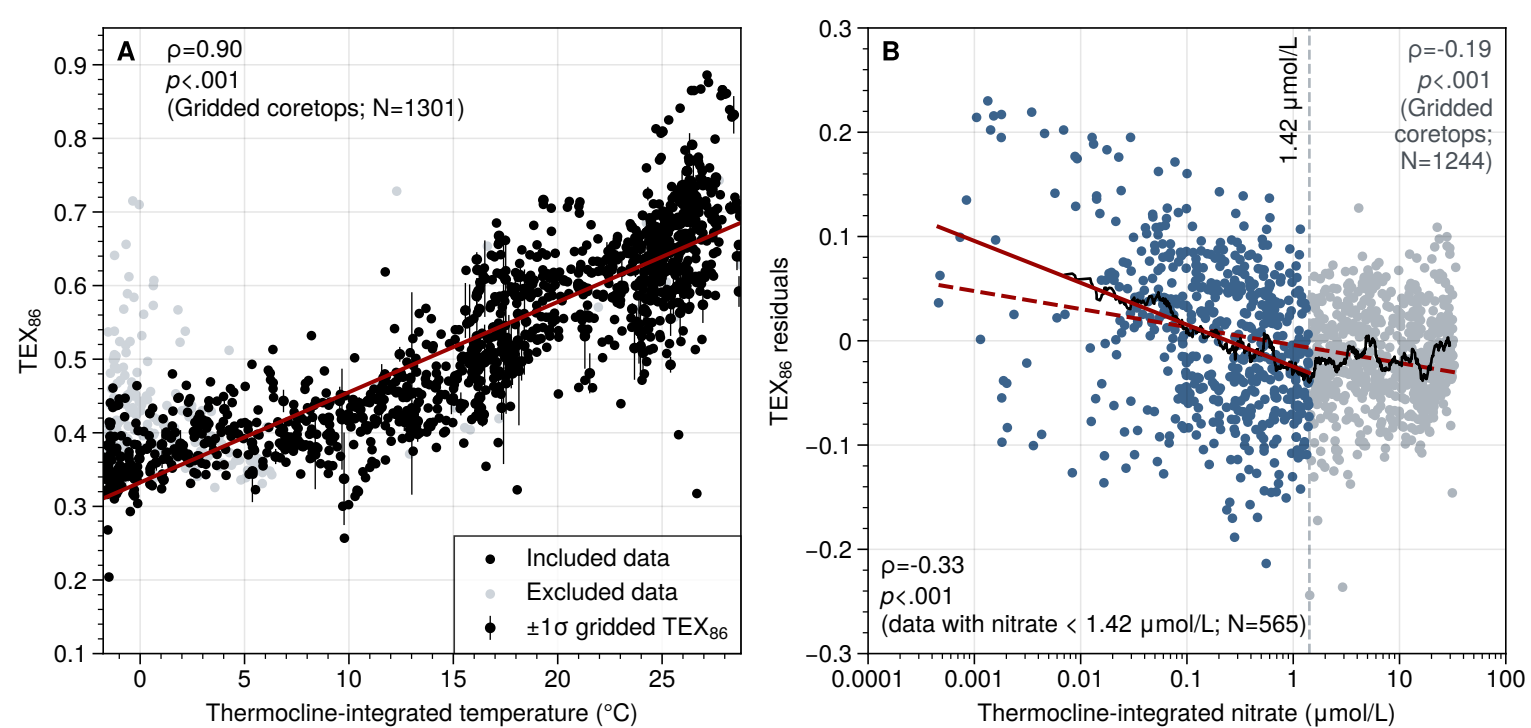 A
ρ=0.90
p<.001
(Gridded coretops; N=1301)
0.9
0.8
0.7
0.6
0.5
0.4
0.3
0.2
0.1
TEX86
Included data
Excluded data
±1σ gridded TEX86
0
5
10
15
20
25
Thermocline-integrated temperature (°C)
B
1.42 μmol/L
ρ=-0.19
p<.001
(Gridded
coretops;
N=1244)
0.3
0.2
0.1
0
−0.1
−0.2
−0.3
TEX86 residuals
ρ=-0.33
p<.001
(data with nitrate < 1.42 μmol/L; N=565)
0.0001
0.001
0.01
0.1
1
10
100
Thermocline-integrated nitrate (μmol/L)